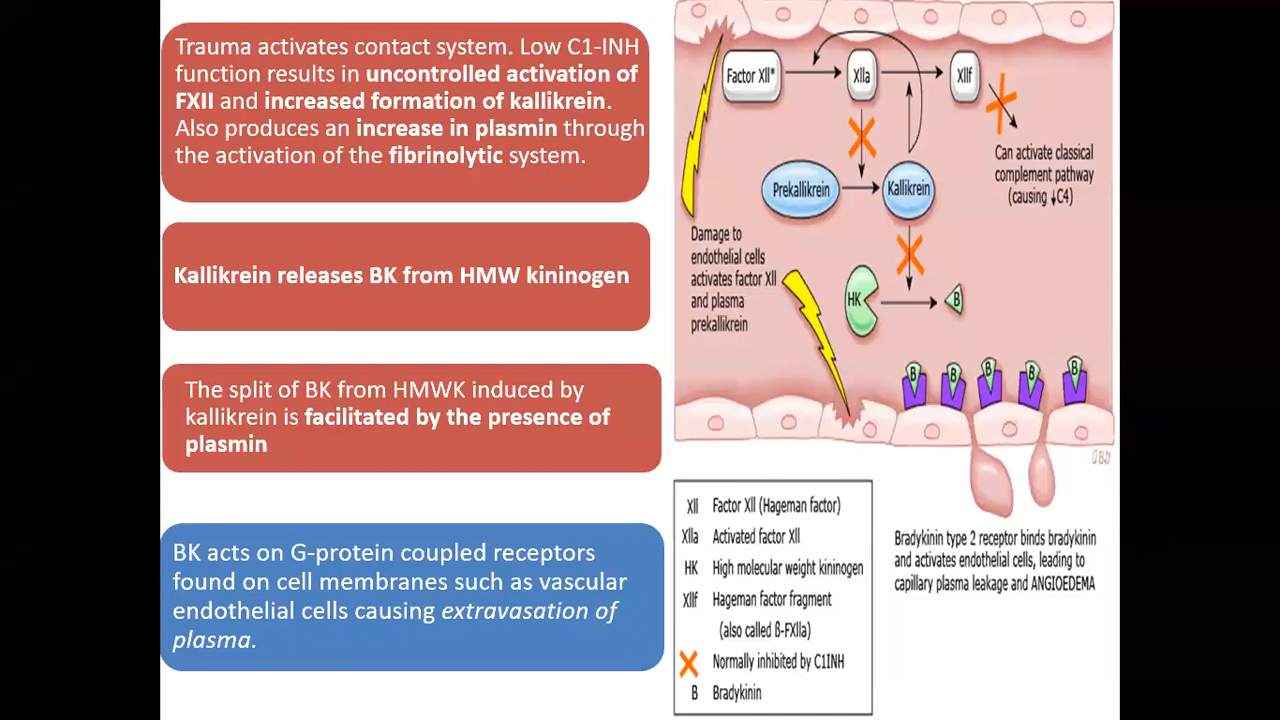 Trauma activates contact system. Low C1-INH
function results in uncontrolled activation of
FXII and increased formation of kallikrein.
Also produces an increase in plasmin through
the activation of the fibrinolytic system.
Kallikrein releases BK from HMW kininogen
The split of BK from HMWK induced by
kallikrein is facilitated by the presence of
plasmin
BK acts on G-protein coupled receptors
found on cell membranes such as vascular
endothelial cells causing extravasation of
plasma.
Factor XII*
XIIa
XIIf
Can activate classical
complement pathway
(causing ↓C4)
Prekallikrein
Kallikrein
Damage to
endothelial cells
activates factor XII
and plasma
prekallikrein
HK
B
B
B
B
B
B
XII Factor XII (Hageman factor)
XIIa Activated factor XII
HK High molecular weight kininogen
XIIf Hageman factor fragment
(also called ß-FXIIa)
Normally inhibited by C1INH
B Bradykinin
Bradykinin type 2 receptor binds bradykinin
and activates endothelial cells, leading to
capillary plasma leakage and ANGIOEDEMA